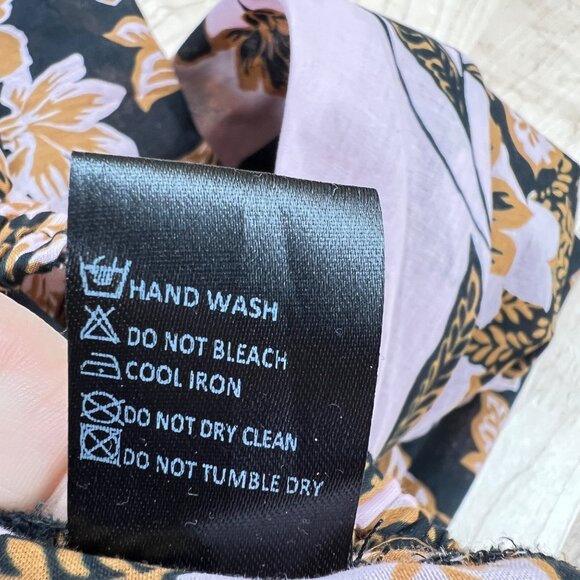 HAND WASH
DO NOT BLEACH
COOL IRON
DO NOT DRY CLEAN
DO NOT TUMBLE DRY